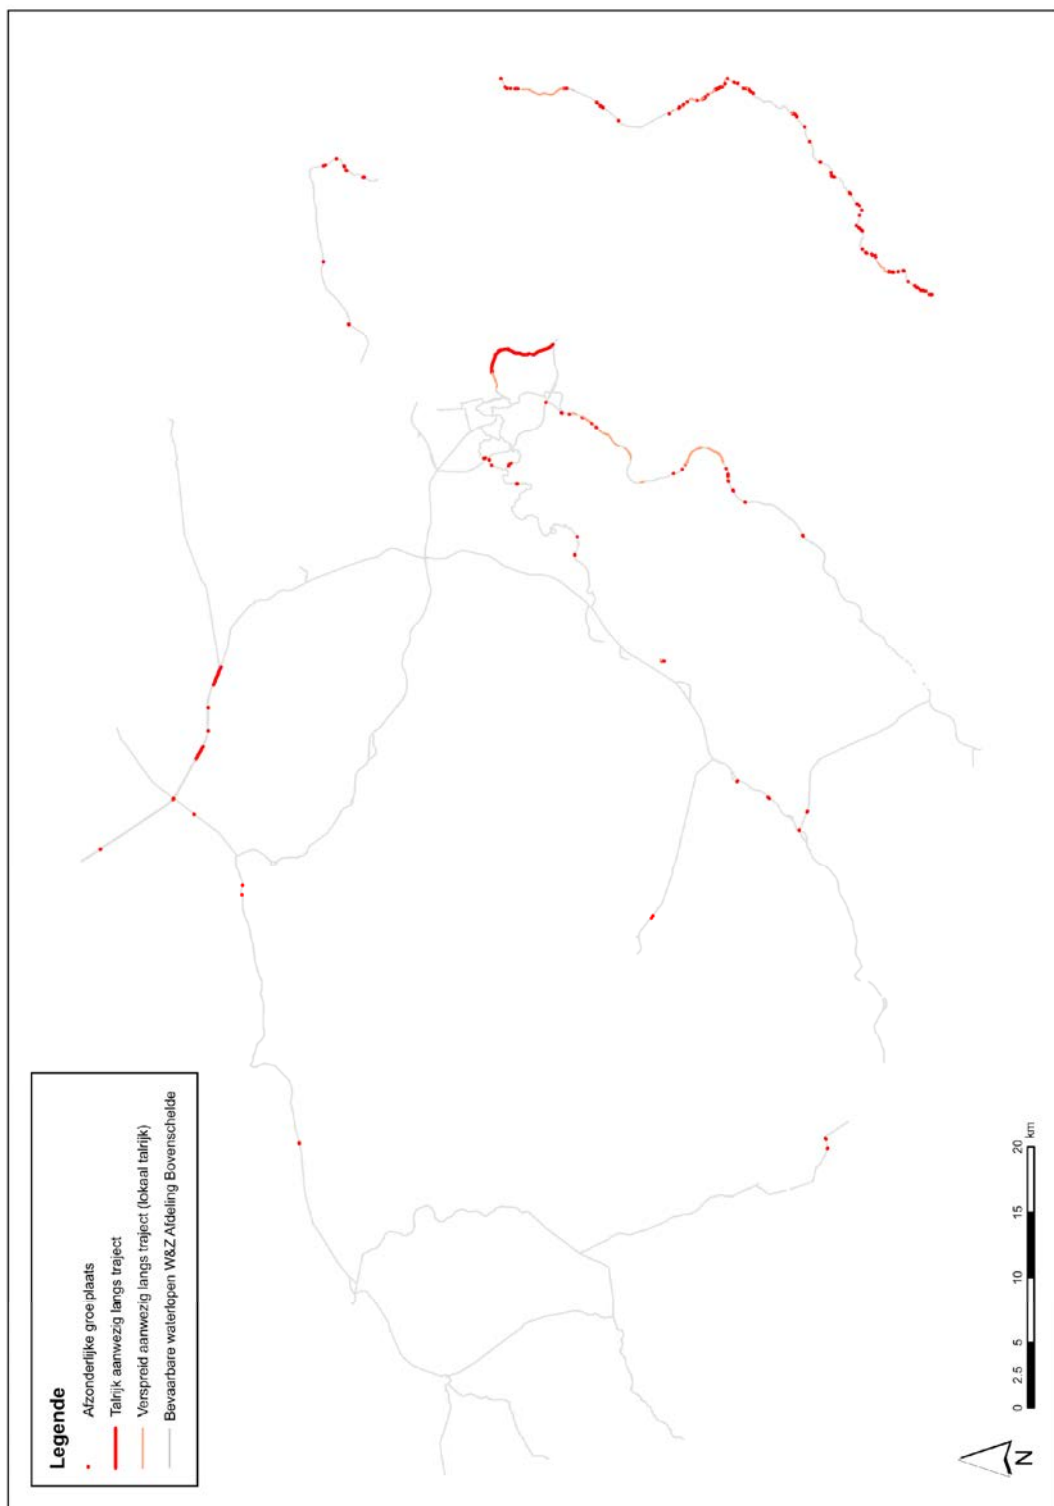 Legende
Afzonderlijke groeiplaats
Talrijk aanwezig langs traject
Verspreid aanwezig langs traject (lokaal talrijk)
Bevaarbare waterlopen W&Z Afdeling Bovenschelde
N
0 2.5 5 10 15 20
km